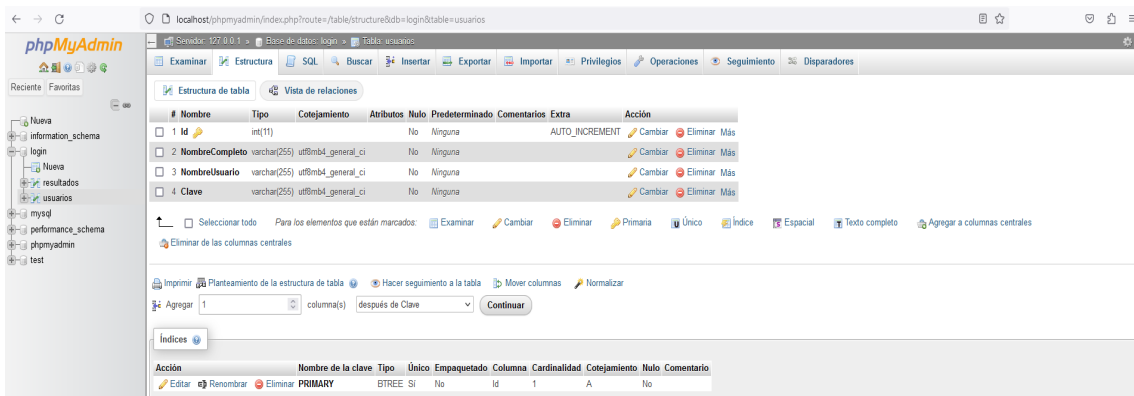 localhost/phpmyadmin/index.php?route=/table/structure&db=login&table=usuarios
phpMyAdmin
Reciente Favoritas
Nueva
information_schema
login
Nueva
resultados
usuarios
mysql
performance_schema
phpmyadmin
test
Servidor: 127.0.0.1 » Base de datos: login » Tabla: usuarios
Examinar Estructura SQL Buscar Insertar Exportar Importar Privilegios Operaciones Seguimiento Disparadores
Estructura de tabla Vista de relaciones
# Nombre Tipo Cotejamiento Atributos Nulo Predeterminado Comentarios Extra Acción
1 Id int(11) No Ninguna AUTO_INCREMENT Cambiar Eliminar Más
2 NombreCompleto varchar(255) utf8mb4_general_ci No Ninguna Cambiar Eliminar Más
3 NombreUsuario varchar(255) utf8mb4_general_ci No Ninguna Cambiar Eliminar Más
4 Clave varchar(255) utf8mb4_general_ci No Ninguna Cambiar Eliminar Más
Seleccionar todo Para los elementos que están marcados: Examinar Cambiar Eliminar Primaria Único Índice Espacial Texto completo Agregar a columnas centrales
Eliminar de las columnas centrales
Imprimir Planteamiento de la estructura de tabla Hacer seguimiento a la tabla Mover columnas Normalizar
Agregar 1 columna(s) después de Clave Continuar
Índices
Acción Nombre de la clave Tipo Único Empaquetado Columna Cardinalidad Cotejamiento Nulo Comentario
Editar Renombrar Eliminar PRIMARY BTREE Sí No Id 1 A No